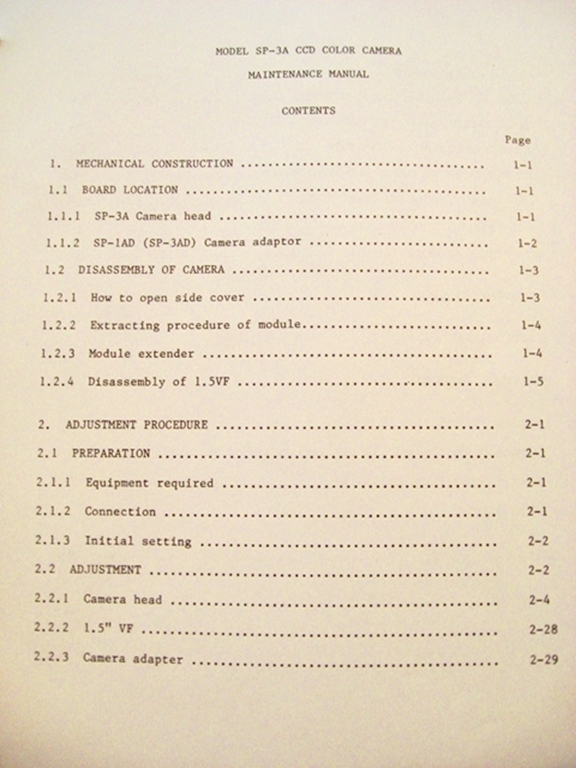 MODEL SP-3A CCD COLOR CAMERA
MAINTENANCE MANUAL
CONTENTS
Page
1. MECHANICAL CONSTRUCTION .................................... 1-1
1.1 BOARD LOCATION ............................................ 1-1
1.1.1 SP-3A Camera head ....................................... 1-1
1.1.2 SP-1AD (SP-3AD) Camera adaptor ........................... 1-2
1.2 DISASSEMBLY OF CAMERA ...................................... 1-3
1.2.1 How to open side cover ................................... 1-3
1.2.2 Extracting procedure of module............................ 1-4
1.2.3 Module extender .......................................... 1-4
1.2.4 Disassembly of 1.5VF ..................................... 1-5
2. ADJUSTMENT PROCEDURE ........................................ 2-1
2.1 PREPARATION ................................................ 2-1
2.1.1 Equipment required ....................................... 2-1
2.1.2 Connection ............................................... 2-1
2.1.3 Initial setting .......................................... 2-2
2.2 ADJUSTMENT ................................................. 2-2
2.2.1 Camera head .............................................. 2-4
2.2.2 1.5" VF .................................................. 2-28
2.2.3 Camera adapter ........................................... 2-29